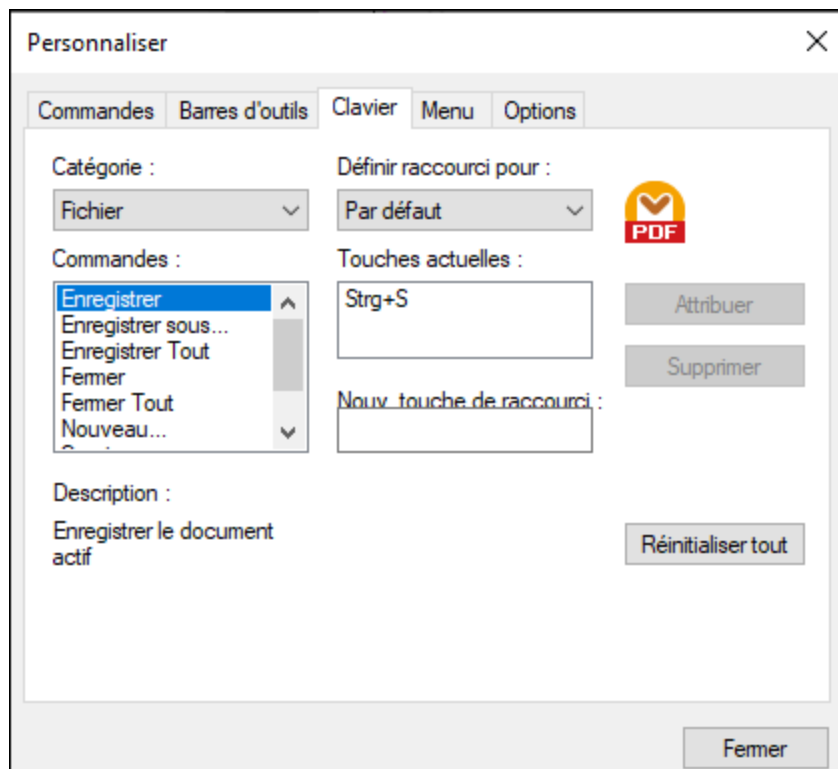 Personnaliser
Commandes Barres d'outils Clavier Menu Options
Catégorie : Définir raccourci pour :
Fichier Par défaut
PDF
Commandes : Touches actuelles :
Enregistrer Strg+S Attribuer
Enregistrer sous...
Enregistrer Tout
Fermer Supprimer
Fermer Tout Nouv. touche de raccourci :
Nouveau...
Description :
Enregistrer le document
actif
Réinitialiser tout
Fermer